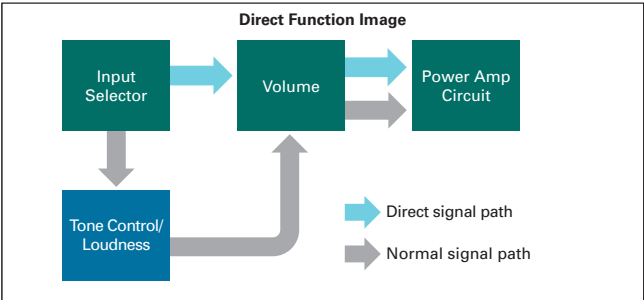 Direct Function Image
Input
Selector
Volume
Power Amp
Circuit
Tone Control/
Loudness
Direct signal path
Normal signal path